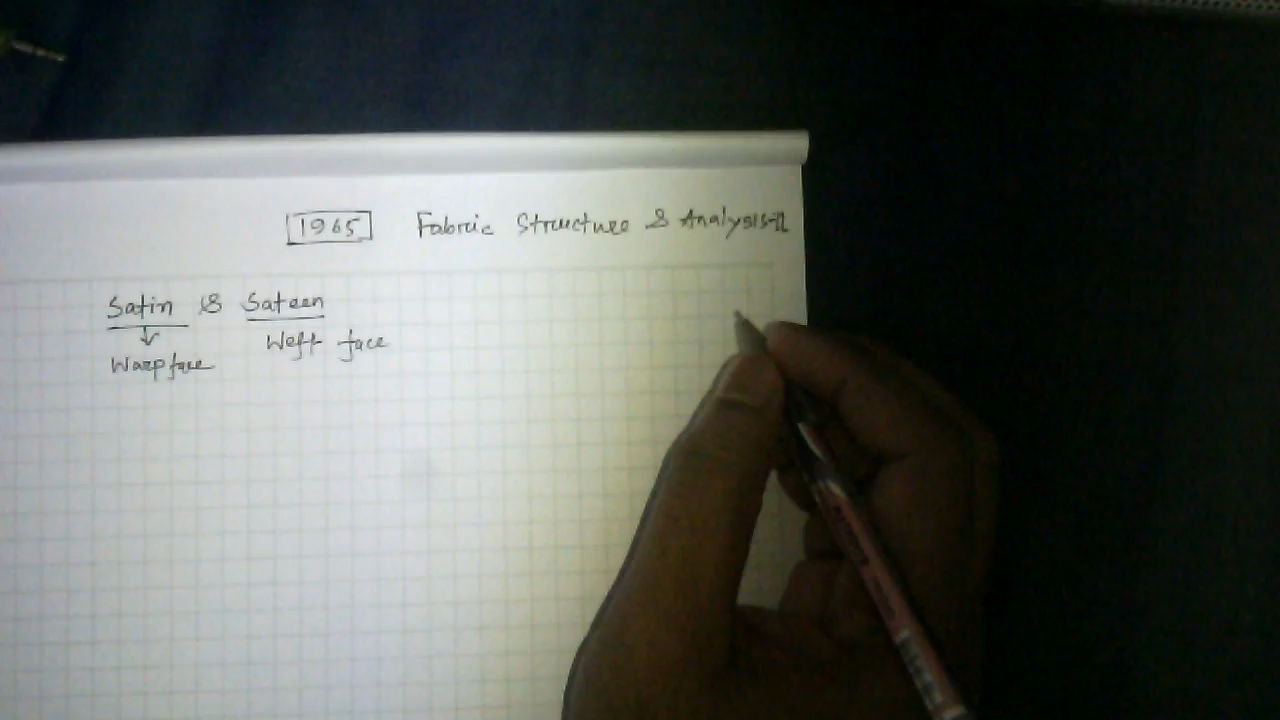 1965 Fabric Structure & Analysis-II
Satin & Sateen
Weft face
Warp face